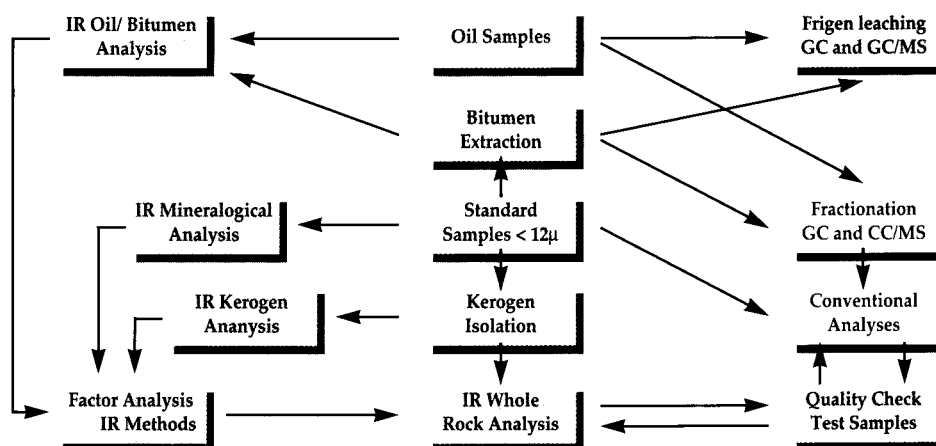 IR Oil/ Bitumen
Analysis
Oil Samples
Frigen leaching
GC and GC/MS
Bitumen
Extraction
IR Mineralogical
Analysis
Standard
Samples < 12μ
Fractionation
GC and CC/MS
IR Kerogen
Ananysis
Kerogen
Isolation
Conventional
Analyses
Factor Analysis
IR Methods
IR Whole
Rock Analysis
Quality Check
Test Samples